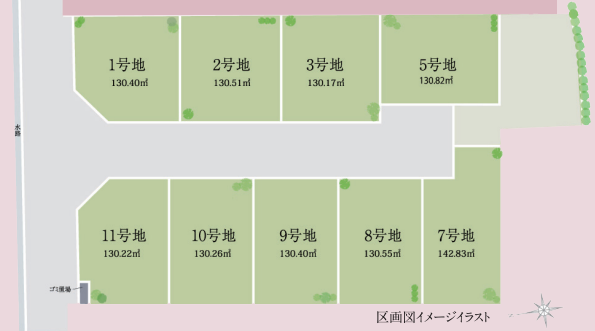 1号地
130.40㎡
2号地
130.51㎡
3号地
130.17㎡
5号地
130.82㎡
水路
11号地
130.22㎡
10号地
130.26㎡
9号地
130.40㎡
8号地
130.55㎡
7号地
142.83㎡
ゴミ置場
区画図イメージイラスト